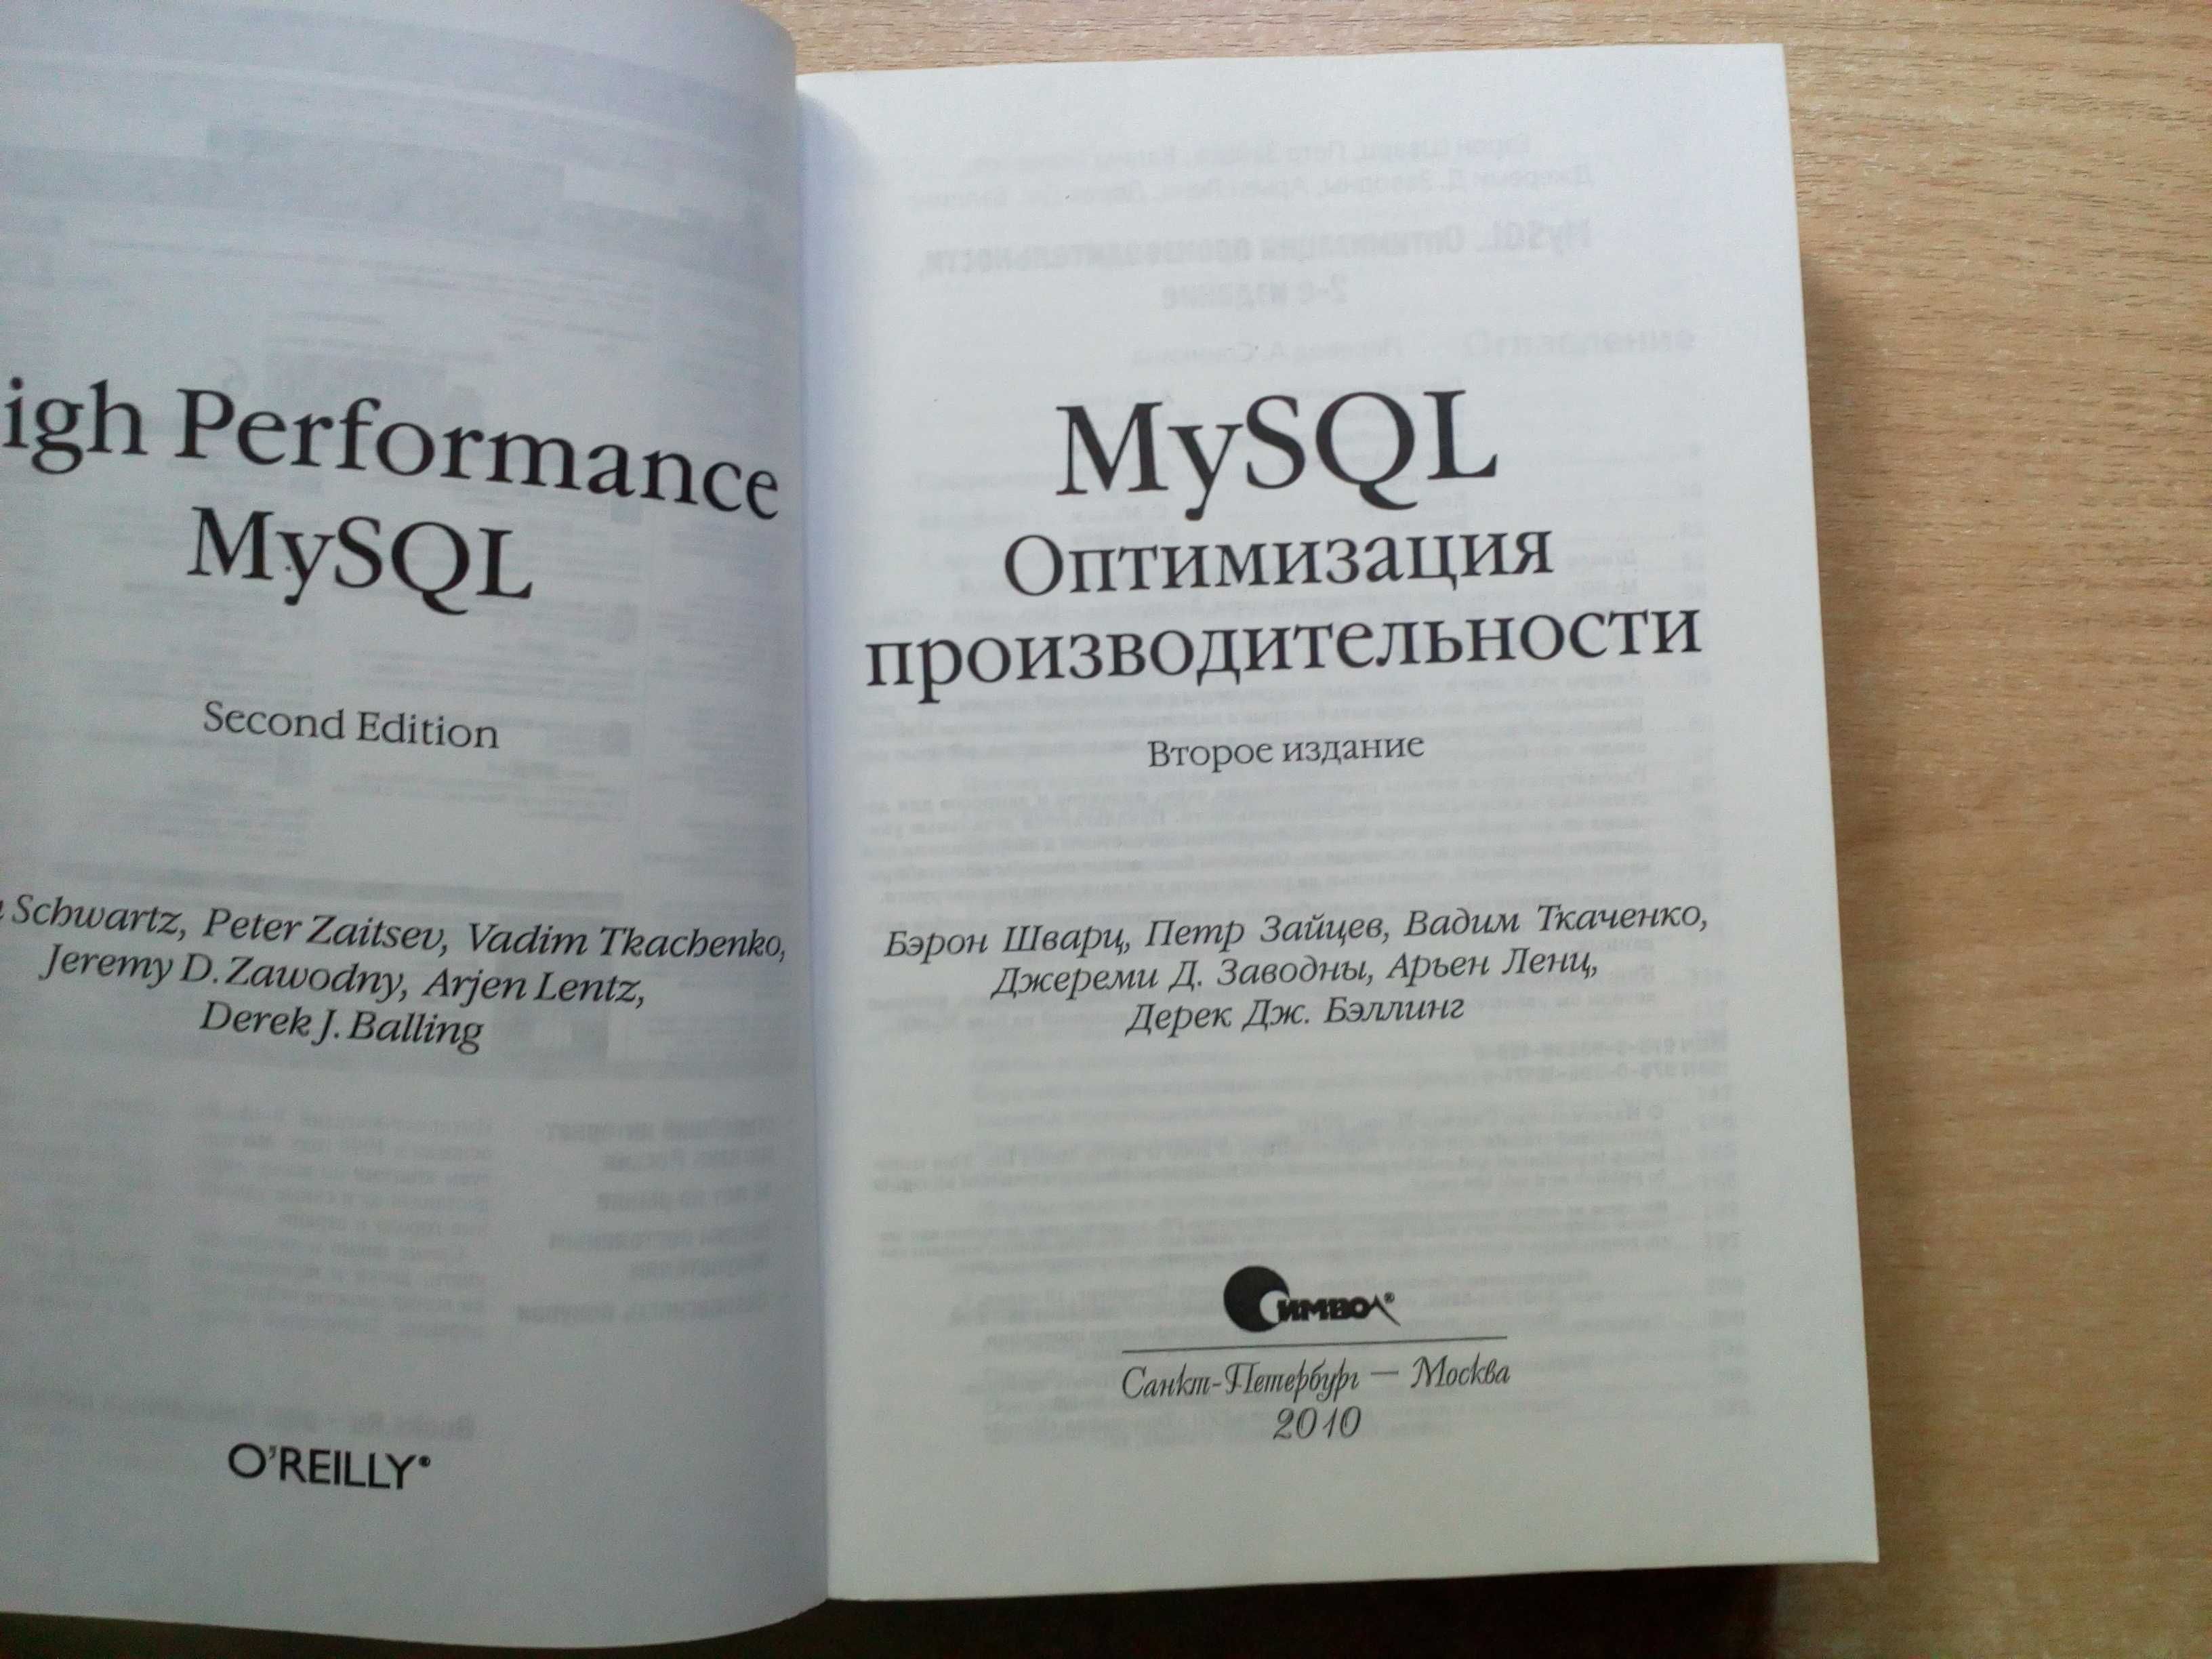 igh Performance
MySQL
Second Edition
Schwartz, Peter Zaitsev, Vadim Tkachenko,
Jeremy D. Zawodny, Arjen Lentz,
Derek J. Balling
O'REILLY®
MySQL
Оптимизация
производительности
Второе издание
Бэрон Шварц, Петр Зайцев, Вадим Ткаченко,
Джереми Д. Заводны, Арьен Ленц,
Дерек Дж. Бэллинг
Символ®
Санкт-Петербург — Москва
2010